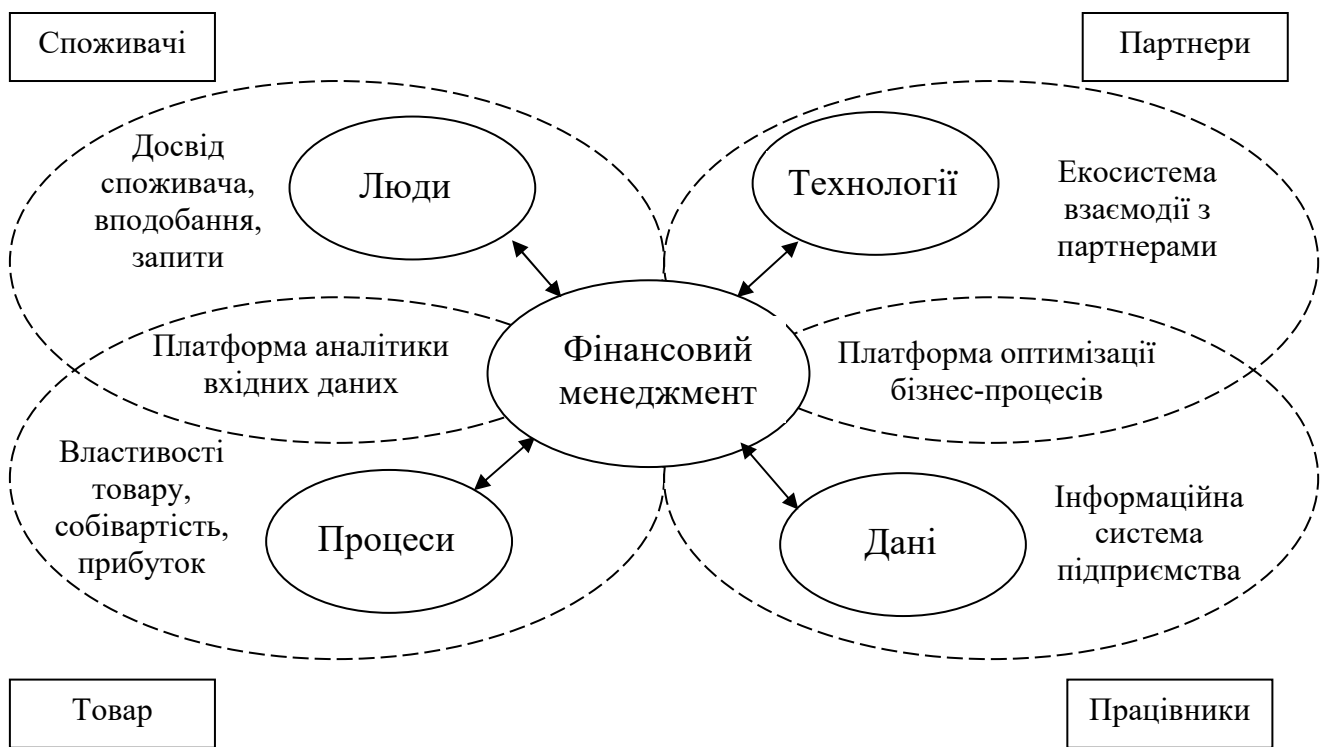 Споживачі
Партнери
Досвід
споживача,
вподобання,
запити
Люди
Технології
Екосистема
взаємодії з
партнерами
Платформа аналітики
вхідних даних
Фінансовий
менеджмент
Платформа оптимізації
бізнес-процесів
Властивості
товару,
собівартість,
прибуток
Процеси
Дані
Інформаційна
система
підприємства
Товар
Працівники